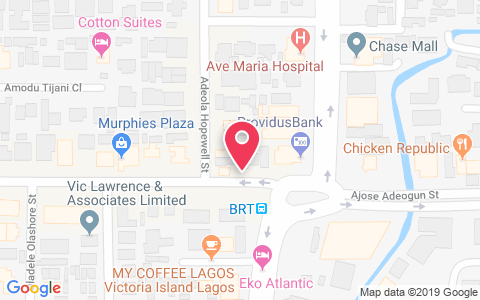 Cotton Suites
H
Ave Maria Hospital
Chase Mall
Amodu Tijani Cl
Adeola Hopewell St
Murphies Plaza
ProvidusBank
Chicken Republic
Vic Lawrence &
Associates Limited
Ajose Adeogun St
BRT
ladele Olashore St
MY COFFEE LAGOS
Victoria Island Lagos
Eko Atlantic
Map data ©2019 Google